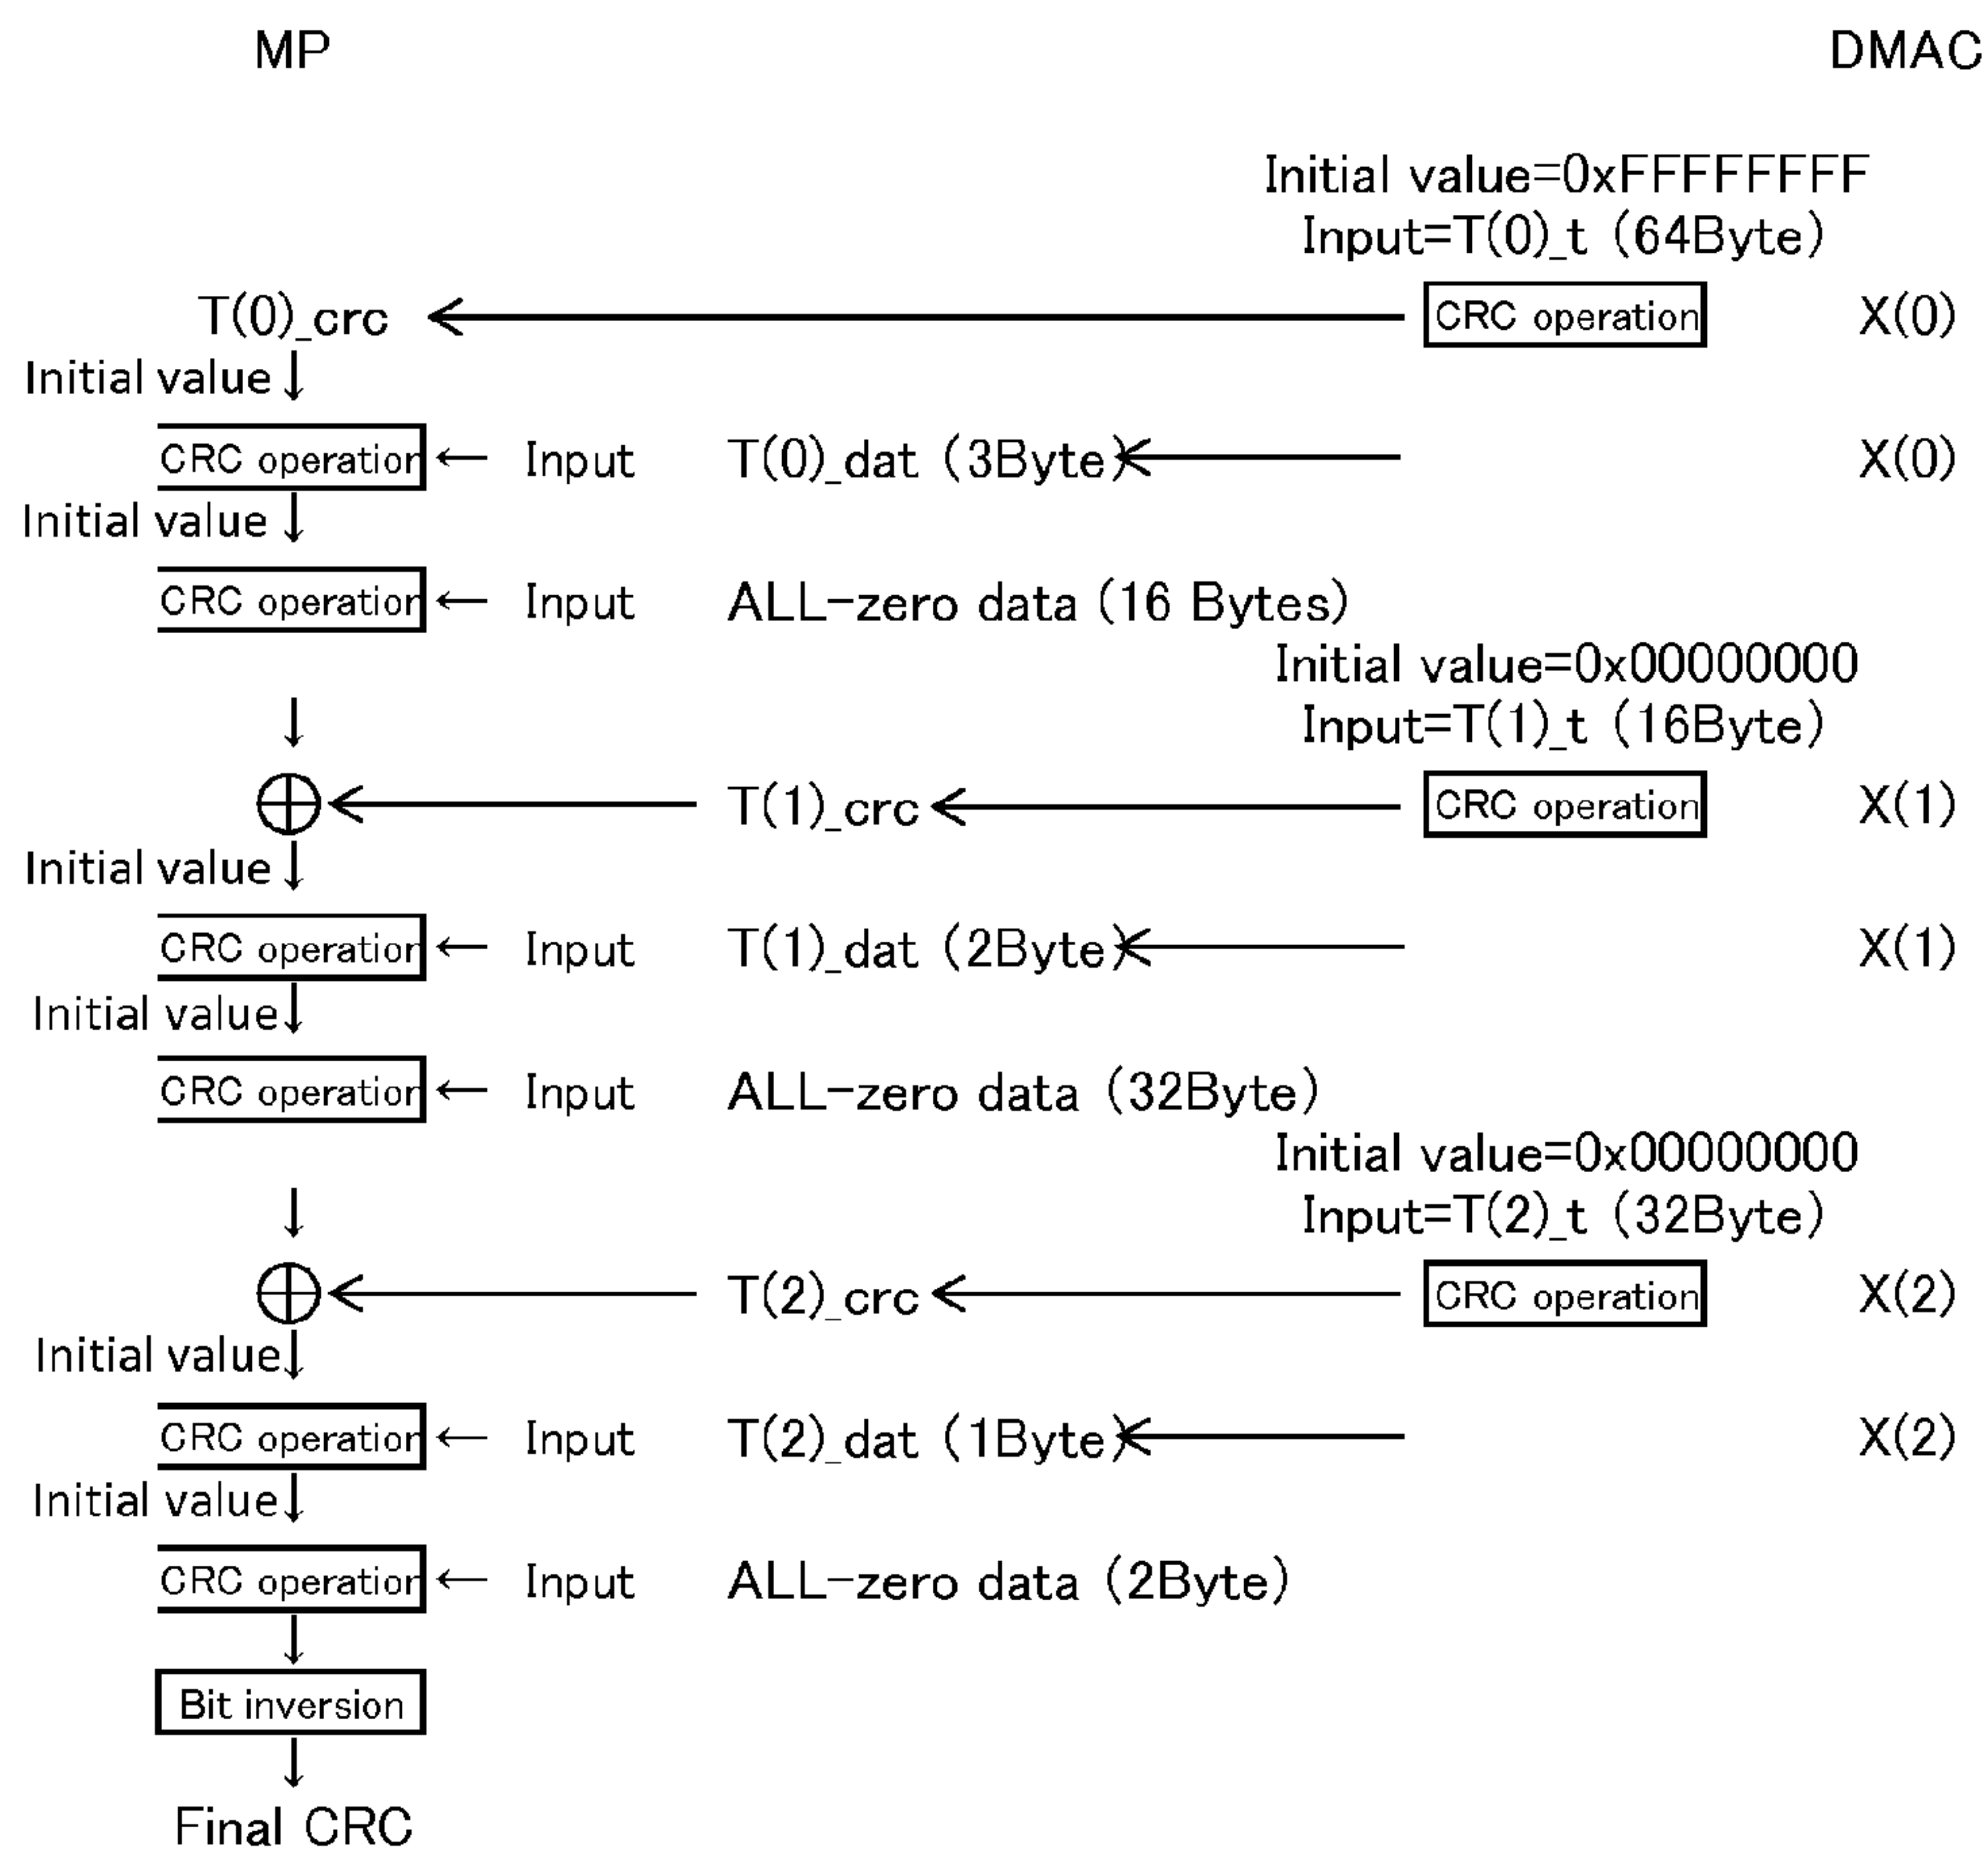 MP DMAC
Initial value=0xFFFFFFFF
Input=T(0)_t (64Byte)
T(0)_crc CRC operation X(0)
Initial value
CRC operation Input T(0)_dat (3Byte) X(0)
Initial value
CRC operation Input ALL-zero data (16 Bytes)
Initial value=0x00000000
Input=T(1)_t (16Byte)
T(1)_crc CRC operation X(1)
Initial value
CRC operation Input T(1)_dat (2Byte) X(1)
Initial value
CRC operation Input ALL-zero data (32Byte)
Initial value=0x00000000
Input=T(2)_t (32Byte)
T(2)_crc CRC operation X(2)
Initial value
CRC operation Input T(2)_dat (1Byte) X(2)
Initial value
CRC operation Input ALL-zero data (2Byte)
Bit inversion
Final CRC